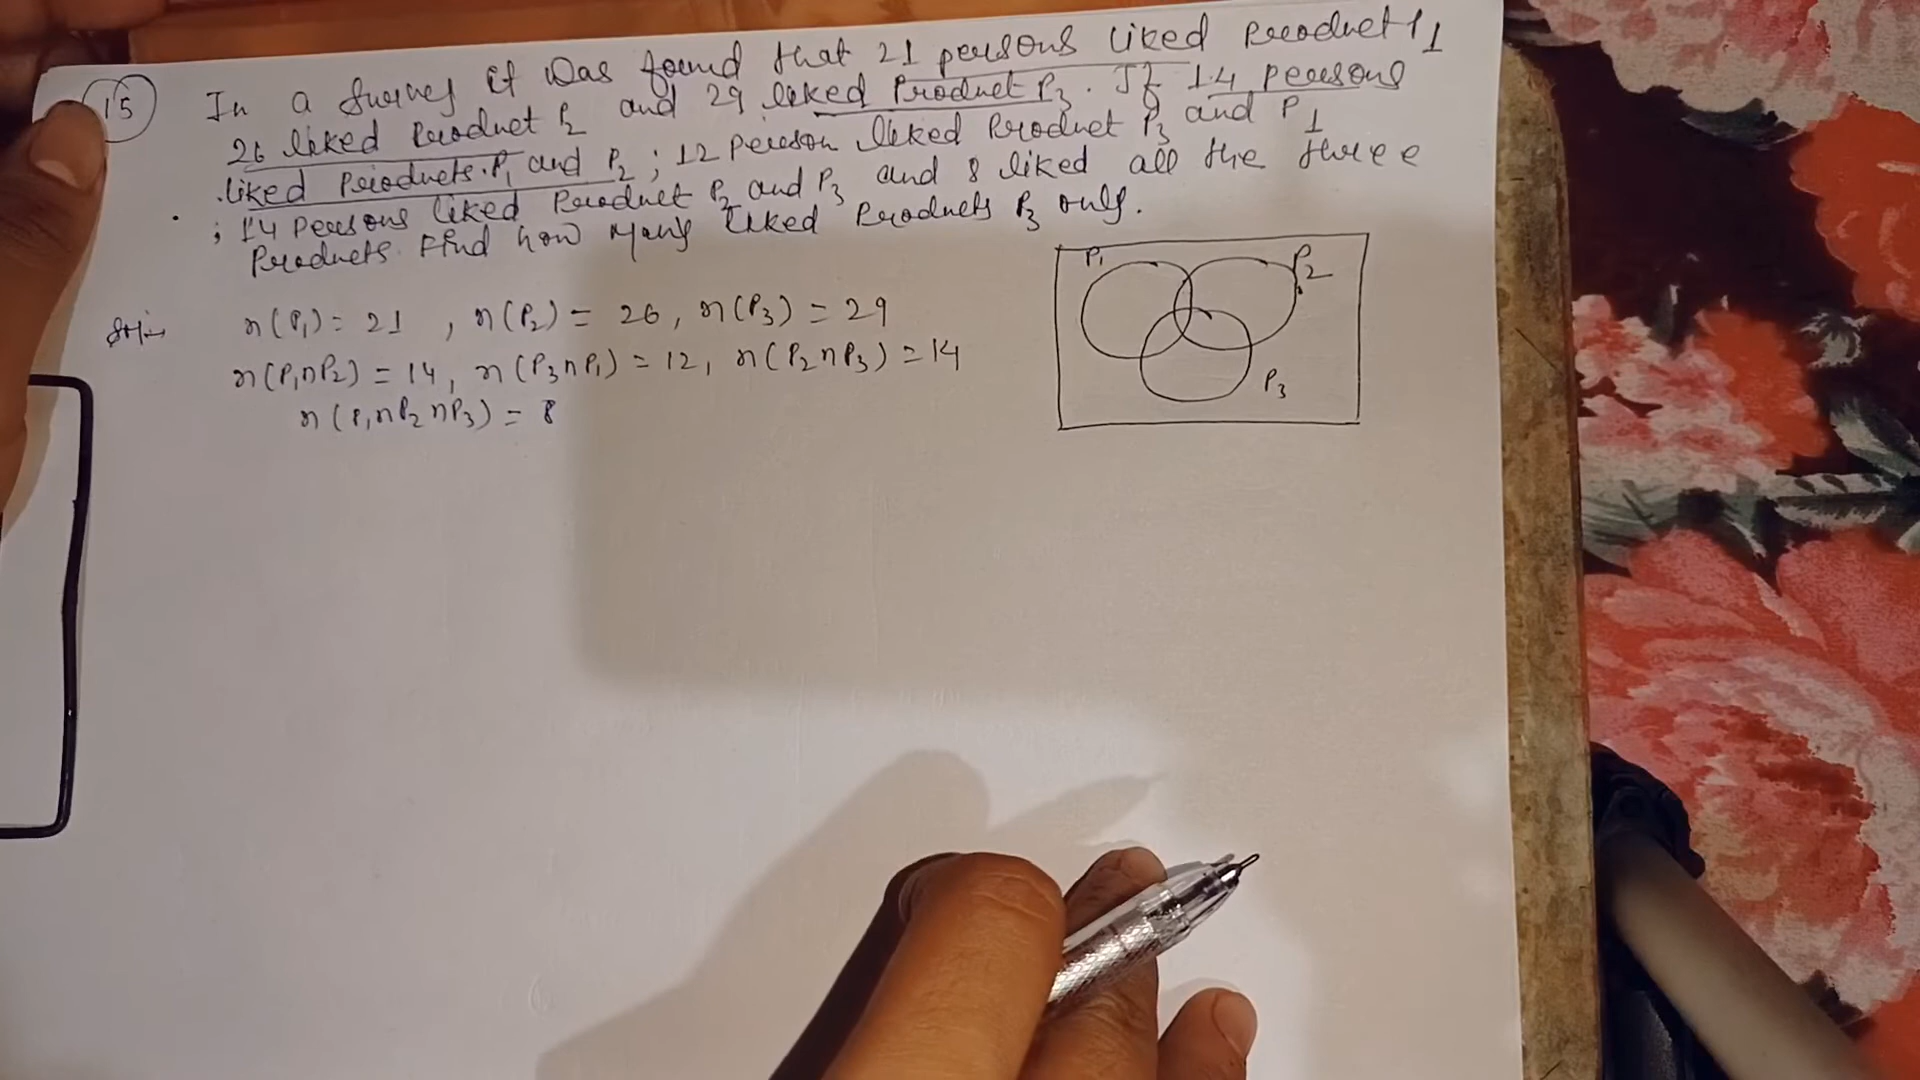 15 In a survey it was found that 21 persons liked product P1
26 liked product P2 and 29 liked Product P3. If 14 persons
liked products P1 and P2; 12 person liked Product P3 and P1
; 14 persons liked Product P2 and P3 and 8 liked all the three
Products. Find how many liked Products P3 only.
P1 P2
Soln→ n(P1) = 21, n(P2) = 26, n(P3) = 29
n(P1∩P2) = 14, n(P3∩P1) = 12, n(P2∩P3) = 14
P3
n(P1∩P2∩P3) = 8